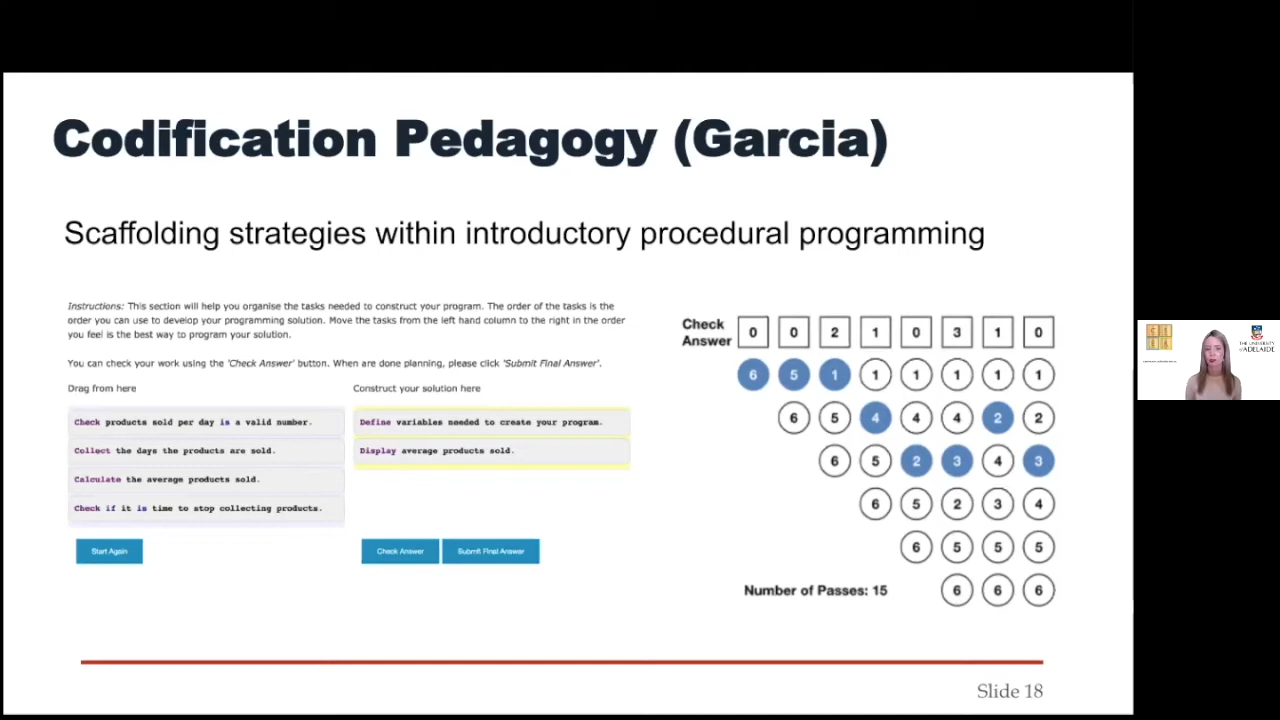 Codification Pedagogy (Garcia)
Scaffolding strategies within introductory procedural programming
Instructions: This section will help you organise the tasks needed to construct your program. The order of the tasks is the
order you can use to develop your programming solution. Move the tasks from the left hand column to the right in the order
you feel is the best way to program your solution.
You can check your work using the 'Check Answer' button. When are done planning, please click 'Submit Final Answer'.
Drag from here
Construct your solution here
Check products sold per day is a valid number.
Collect the days the products are sold.
Calculate the average products sold.
Check if it is time to stop collecting products.
Define variables needed to create your program.
Display average products sold.
Start Again
Check Answer
Submit Final Answer
Check
Answer
0 0 2 1 0 3 1 0
6 5 1 1 1 1 1 1
6 5 4 4 4 2 2
6 5 2 3 4 3
6 5 2 3 4
6 5 5 5
Number of Passes: 15
6 6 6
Slide 18
THE UNIVERSITY
of ADELAIDE